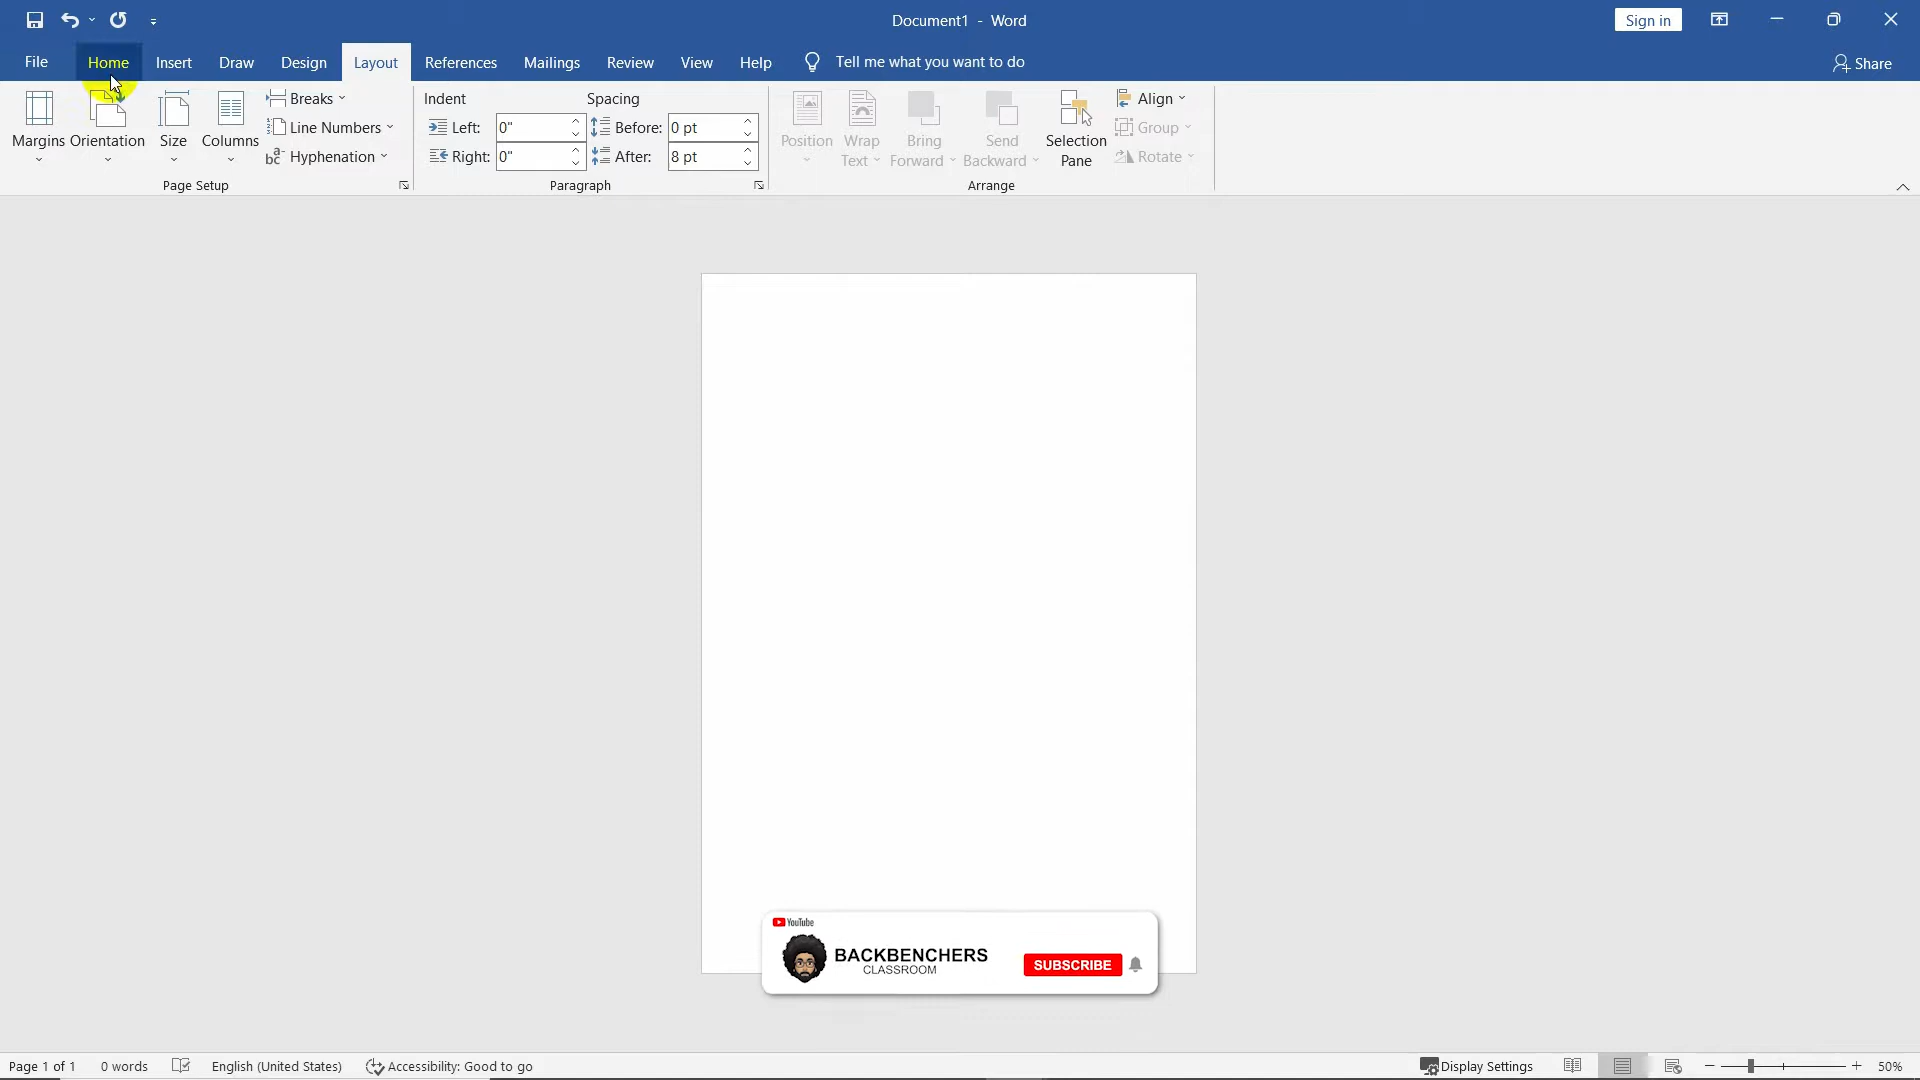 Document1 - Word
Sign in
File Home Insert Draw Design Layout References Mailings Review View Help Tell me what you want to do Share
Margins Orientation Size Columns
Breaks
Line Numbers
Hyphenation
Page Setup
Indent Spacing
Left: 0" Before: 0 pt
Right: 0" After: 8 pt
Paragraph
Position Wrap Text Bring Forward Send Backward Selection Pane
Align
Group
Rotate
Arrange
YouTube
BACKBENCHERS
CLASSROOM
SUBSCRIBE
Page 1 of 1 0 words English (United States) Accessibility: Good to go Display Settings 50%